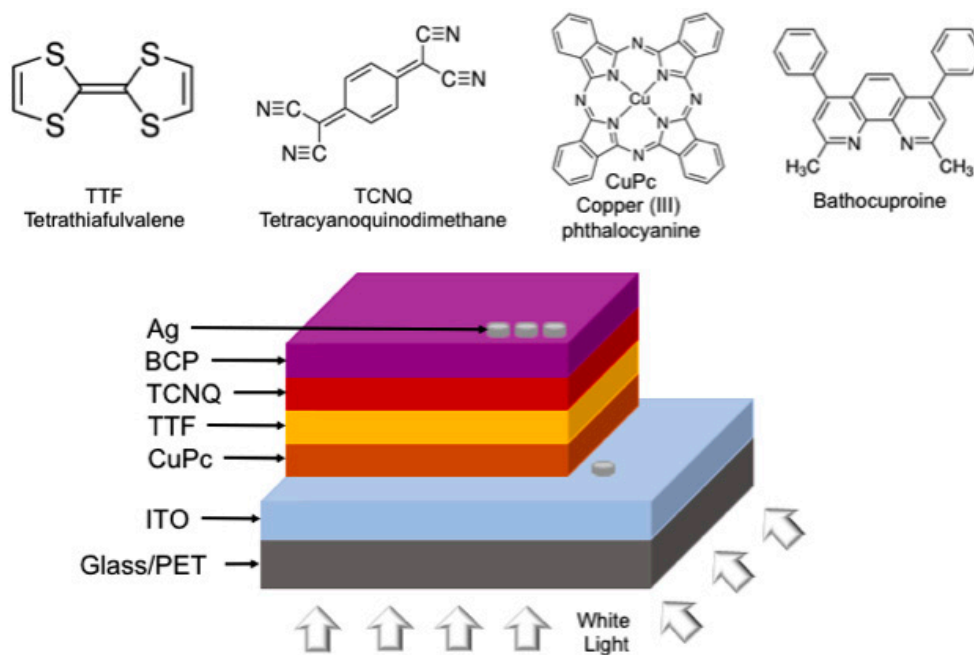 S S
S S
TTF
Tetrathiafulvalene
C≡N
C≡N
N≡C
N≡C
TCNQ
Tetracyanoquinodimethane
N N
N N
N Cu N
N N
N N
CuPc
Copper (III)
phthalocyanine
N N
H₃C CH₃
Bathocuproine
Ag
BCP
TCNQ
TTF
CuPc
ITO
Glass/PET
White
Light